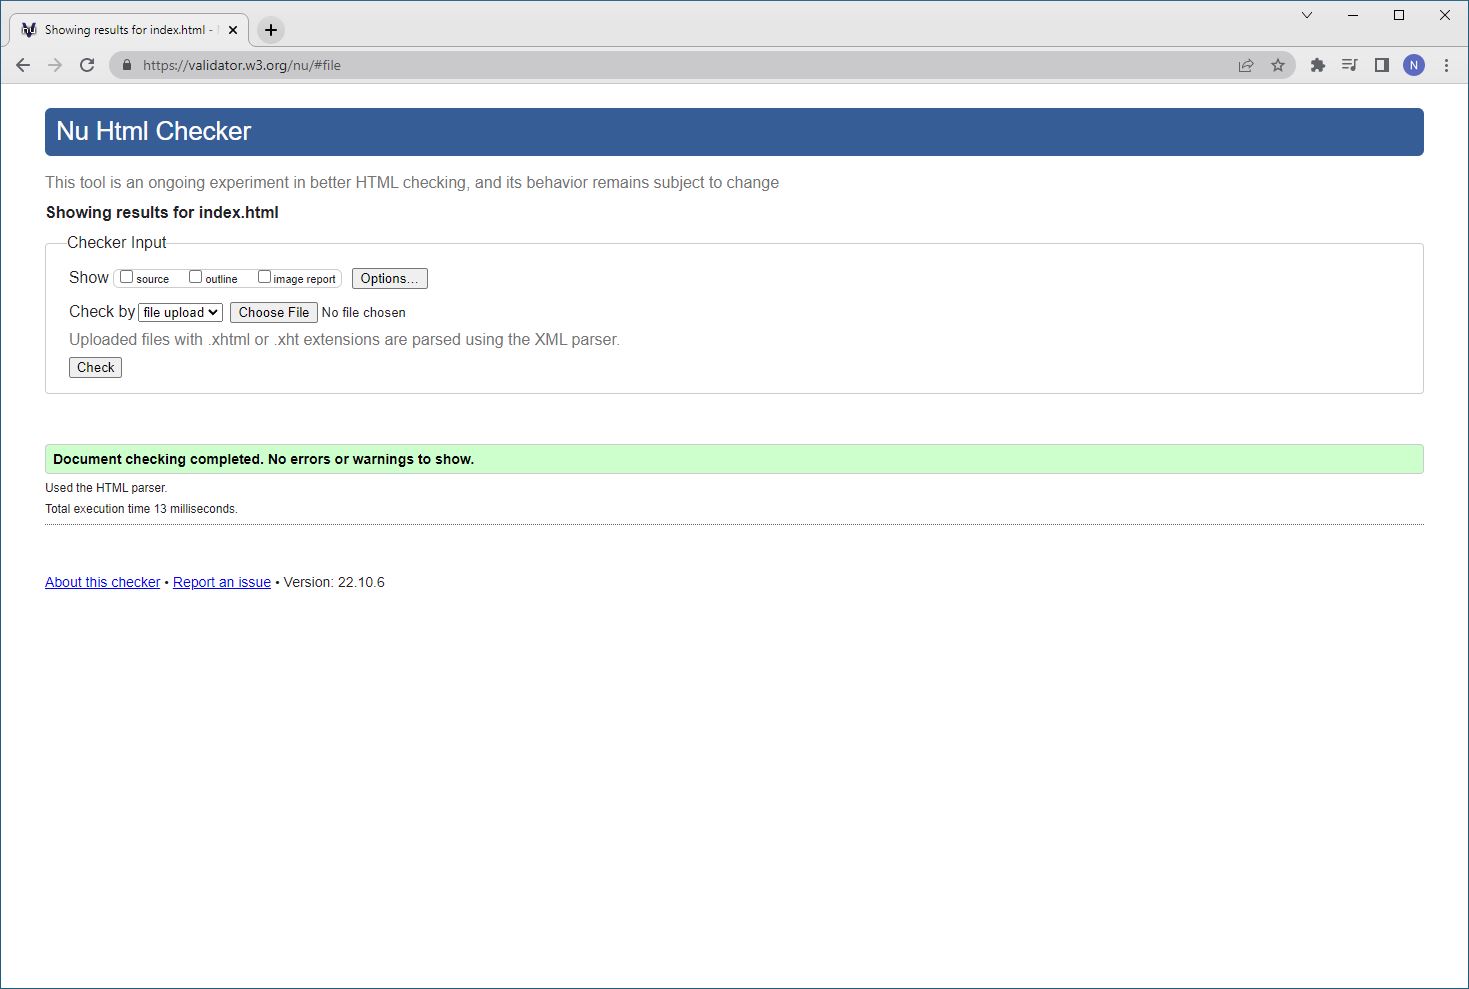 Showing results for index.html -
https://validator.w3.org/nu/#file
N
Nu Html Checker
This tool is an ongoing experiment in better HTML checking, and its behavior remains subject to change
Showing results for index.html
Checker Input
Show source outline image report Options...
Check by file upload Choose File No file chosen
Uploaded files with .xhtml or .xht extensions are parsed using the XML parser.
Check
Document checking completed. No errors or warnings to show.
Used the HTML parser.
Total execution time 13 milliseconds.
About this checker • Report an issue • Version: 22.10.6